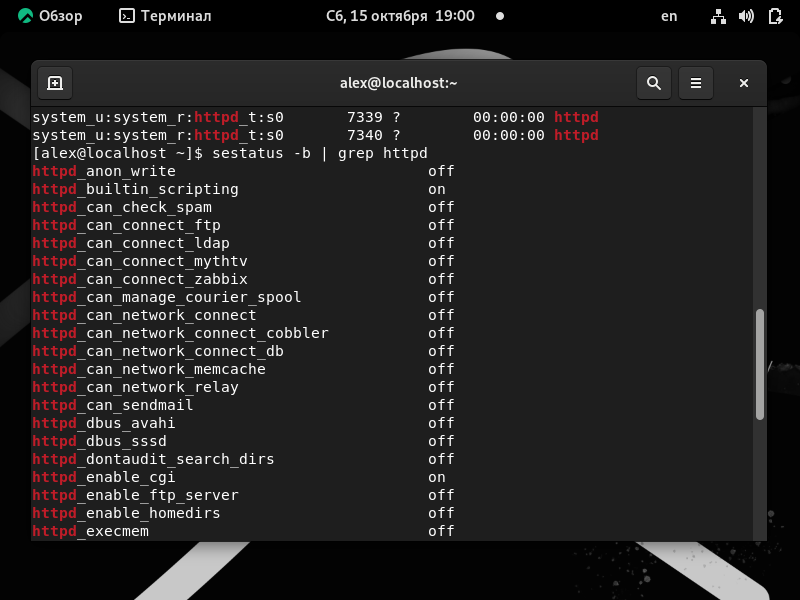 Обзор Терминал Сб, 15 октября 19:00 en
alex@localhost:~
system_u:system_r:httpd_t:s0 7339 ? 00:00:00 httpd
system_u:system_r:httpd_t:s0 7340 ? 00:00:00 httpd
[alex@localhost ~]$ sestatus -b | grep httpd
httpd_anon_write off
httpd_builtin_scripting on
httpd_can_check_spam off
httpd_can_connect_ftp off
httpd_can_connect_ldap off
httpd_can_connect_mythtv off
httpd_can_connect_zabbix off
httpd_can_manage_courier_spool off
httpd_can_network_connect off
httpd_can_network_connect_cobbler off
httpd_can_network_connect_db off
httpd_can_network_memcache off
httpd_can_network_relay off
httpd_can_sendmail off
httpd_dbus_avahi off
httpd_dbus_sssd off
httpd_dontaudit_search_dirs off
httpd_enable_cgi on
httpd_enable_ftp_server off
httpd_enable_homedirs off
httpd_execmem off